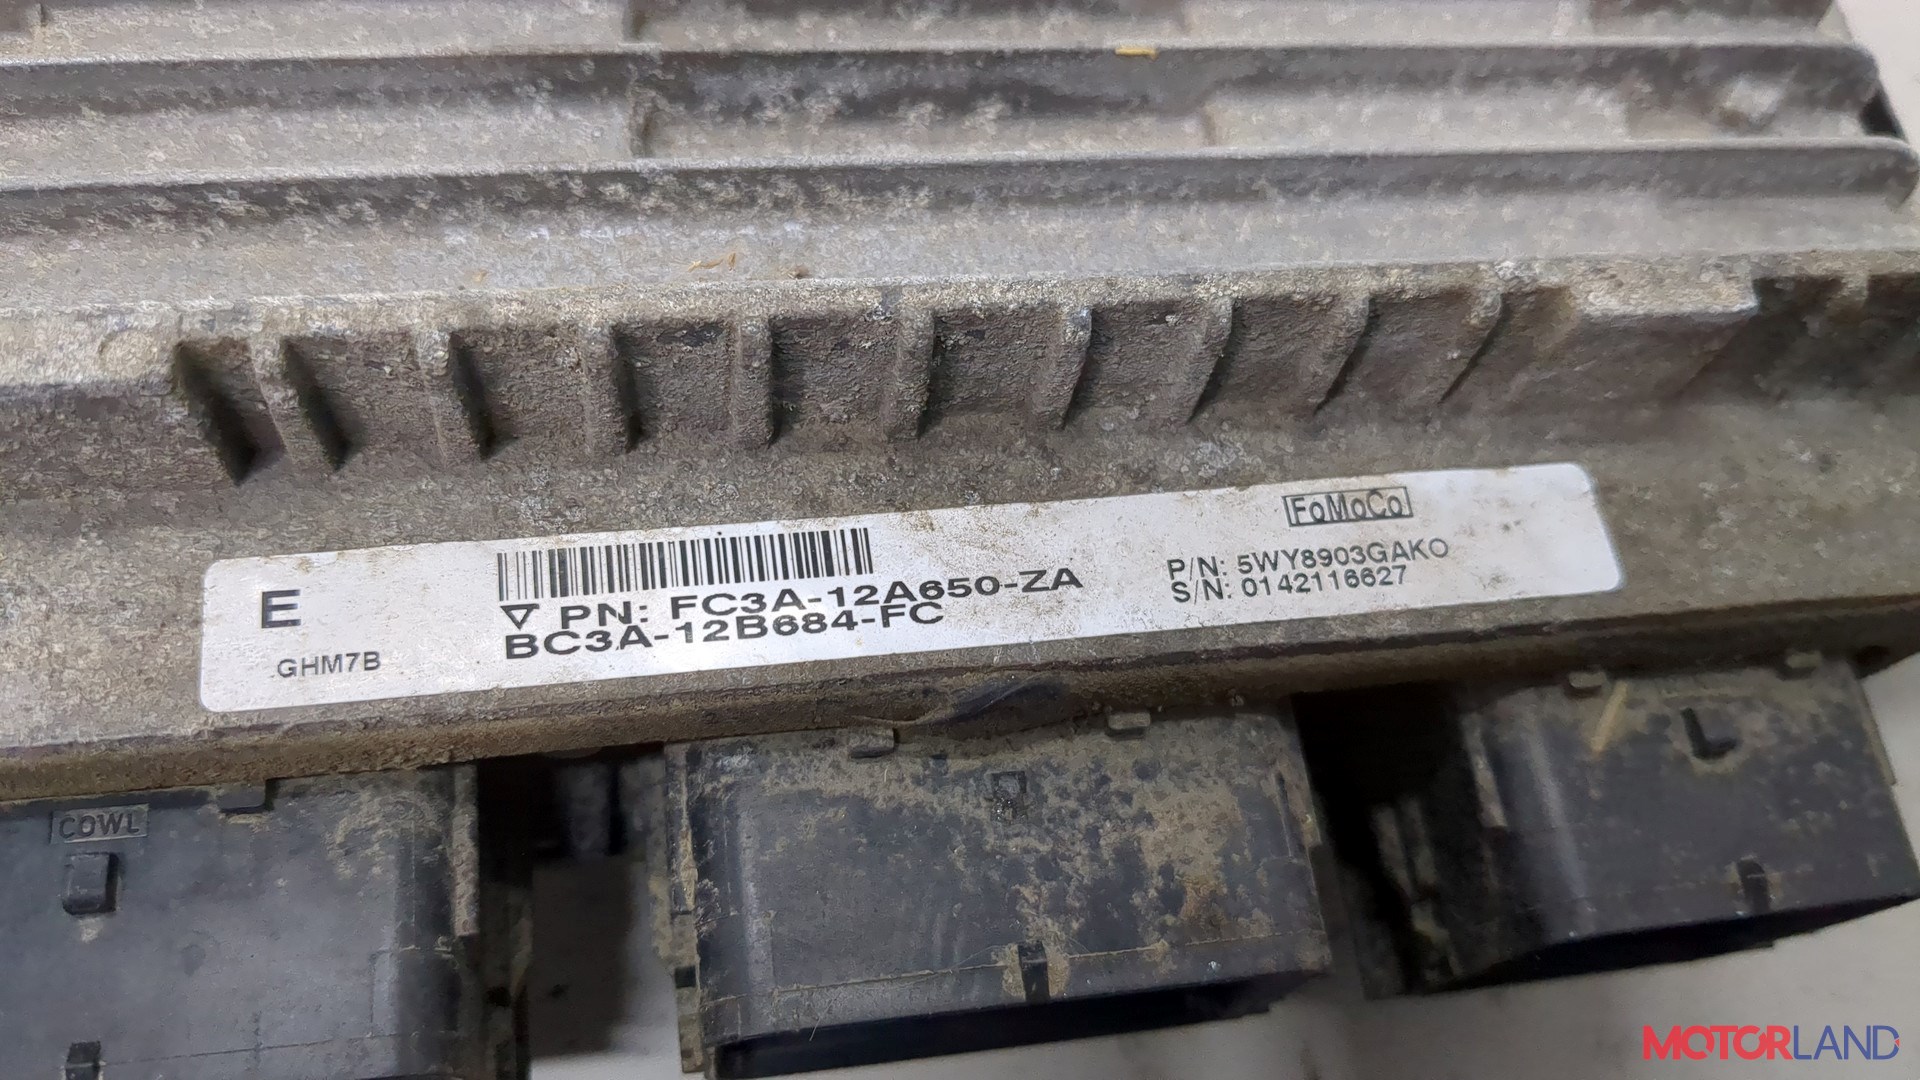 FoMoCo
E
▽ PN: FC3A-12A650-ZA
BC3A-12B684-FC
GHM7B
P/N: 5WY8903GAKO
S/N: 0142116627
COWL
MOTORLAND